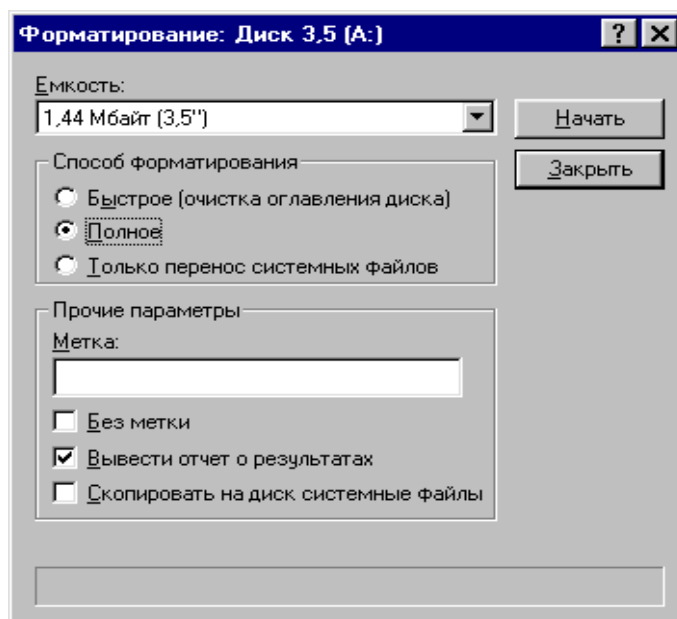 Форматирование: Диск 3,5 (A:)
Емкость:
1,44 Мбайт (3,5'')
Начать
Способ форматирования
Закрыть
Быстрое (очистка оглавления диска)
Полное
Только перенос системных файлов
Прочие параметры
Метка:
Без метки
Вывести отчет о результатах
Скопировать на диск системные файлы